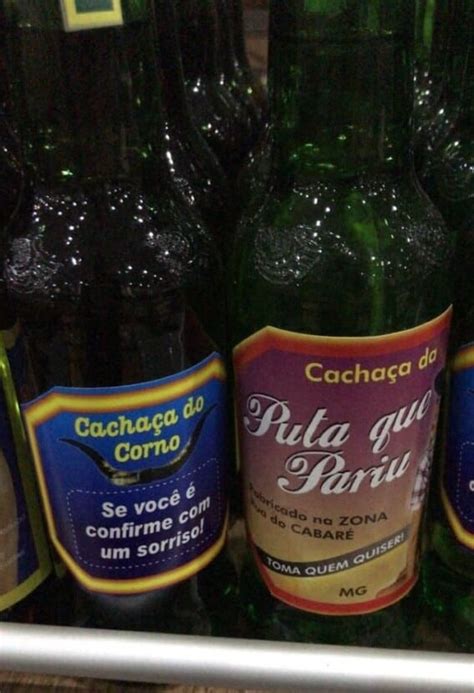 Cachaça do
Corno
Se você é
confirme com
um sorriso!
Cachaça da
Puta que
Pariu
Fabricado na ZONA
Rua do CABARÉ
TOMA QUEM QUISER!
MG